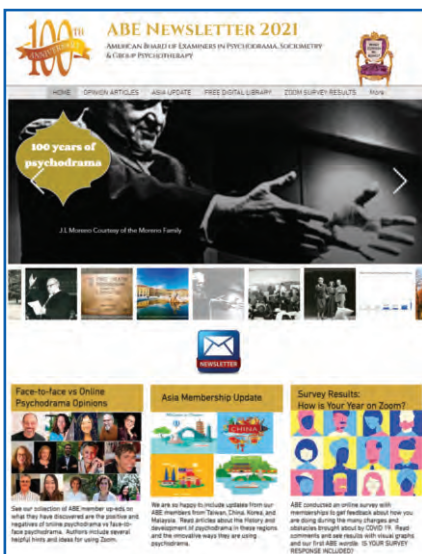 100TH
ANNIVERSARY
ABE NEWSLETTER 2021
AMERICAN BOARD OF EXAMINERS IN PSYCHODRAMA, SOCIOMETRY
& GROUP PSYCHOTHERAPY
HOME OPINION ARTICLES ASIA UPDATE FREE DIGITAL LIBRARY ZOOM SURVEY RESULTS More
100 years of
psychodrama
J.L Moreno Courtesy of the Moreno Family
NEWSLETTER
Face-to-face vs Online
Psychodrama Opinions
See our collection of ABE member up-eds on
what they have discovered are the positive and
negatives of online psychodrama vs face-to-
face psychodrama. Authors include several
helpful hints and ideas for using Zoom.
Asia Membership Update
CHINA
We are so happy to include updates from our
ABE members from Taiwan, China, Korea, and
Malaysia. Read articles about the History and
development of psychodrama in these regions
and the innovative ways they are using
psychodrama.
Survey Results:
How is Your Year on Zoom?
ABE conducted an online survey with
memberships to get feedback about how you
are doing during the many changes and
obstacles brought about by COVID 19. Read
comments and see results with visual graphs
and our first ABE wordle. IS YOUR SURVEY
RESPONSE INCLUDED?